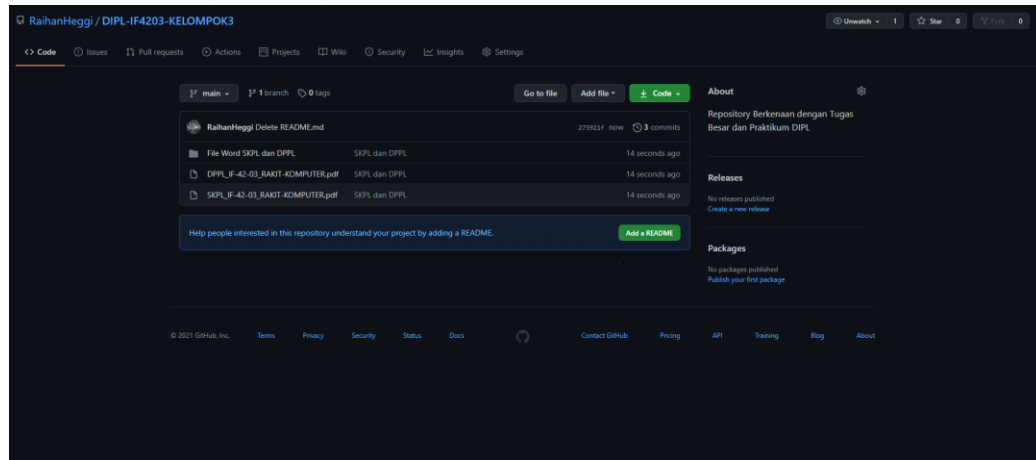 RaihanHeggi / DIPL-IF4203-KELOMPOK3
Unwatch 1 Star 0 Fork 0
Code Issues Pull requests Actions Projects Wiki Security Insights Settings
main 1 branch 0 tags Go to file Add file Code
RaihanHeggi Delete README.md 275921f now 3 commits
File Word SKPL dan DPPL SKPL dan DPPL 14 seconds ago
DPPL_IF-42-03_RAKIT-KOMPUTER.pdf SKPL dan DPPL 14 seconds ago
SKPL_IF-42-03_RAKIT-KOMPUTER.pdf SKPL dan DPPL 14 seconds ago
Help people interested in this repository understand your project by adding a README. Add a README
About
Repository Berkenaan dengan Tugas
Besar dan Praktikum DIPL
Releases
No releases published
Create a new release
Packages
No packages published
Publish your first package
© 2021 GitHub, Inc. Terms Privacy Security Status Docs Contact GitHub Pricing API Training Blog About